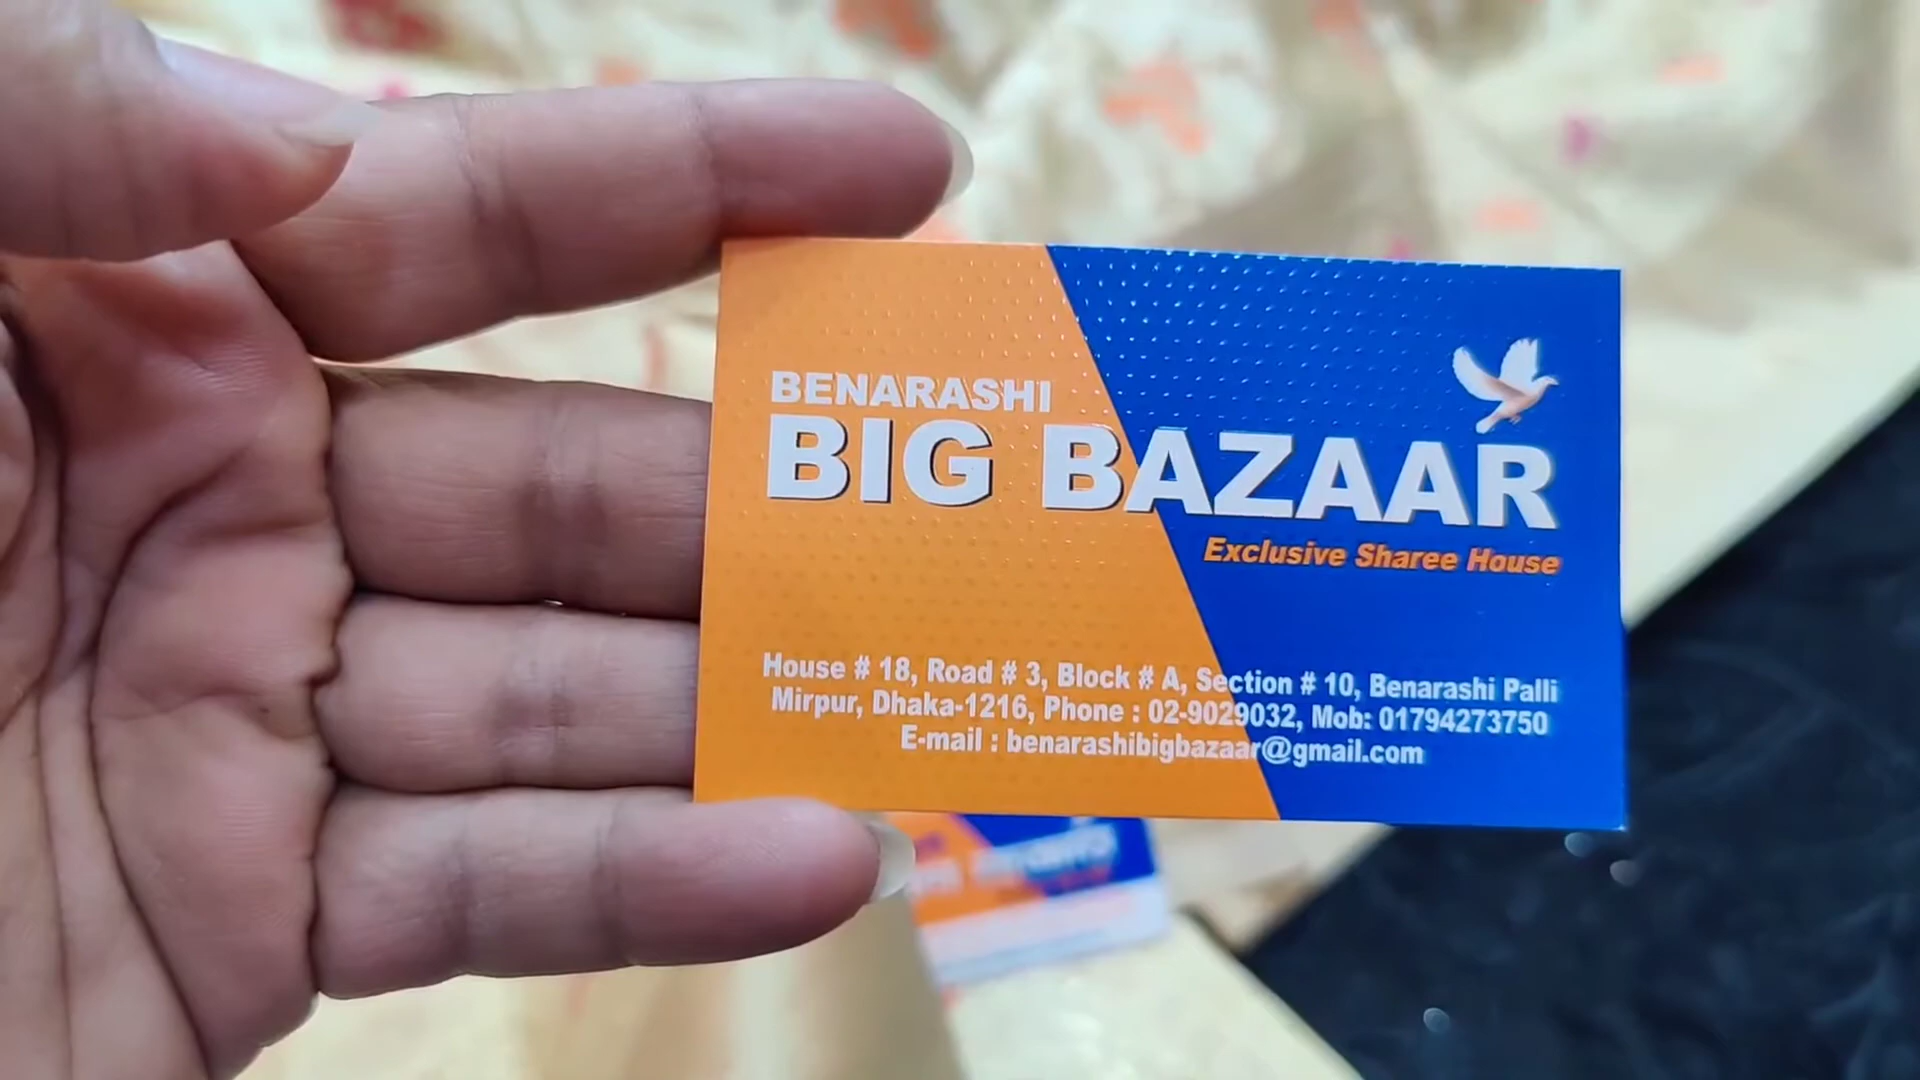 BENARASHI
BIG BAZAAR
Exclusive Sharee House
House # 18, Road # 3, Block # A, Section # 10, Benarashi Palli
Mirpur, Dhaka-1216, Phone : 02-9029032, Mob: 01794273750
E-mail : benarashibigbazaar@gmail.com